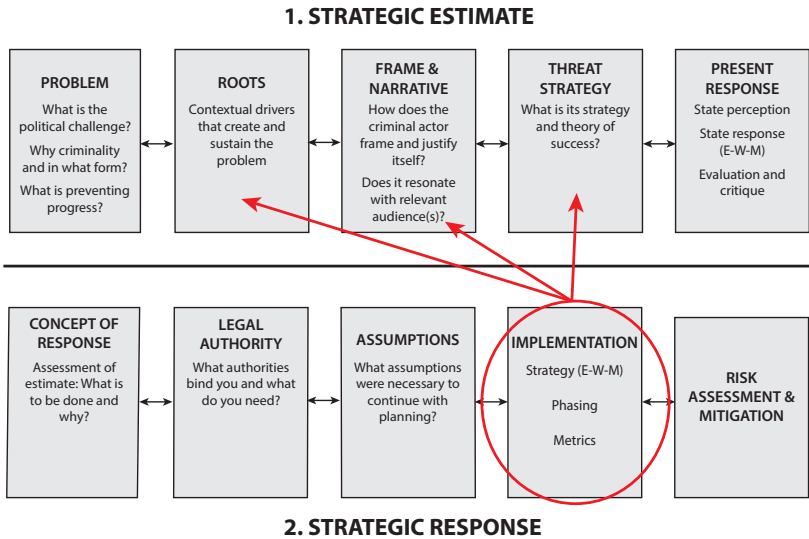 1. STRATEGIC ESTIMATE
PROBLEM
What is the
political challenge?
Why criminality
and in what form?
What is preventing
progress?
ROOTS
Contextual drivers
that create and
sustain the
problem
FRAME &
NARRATIVE
How does the
criminal actor
frame and justify
itself?
Does it resonate
with relevant
audience(s)?
THREAT
STRATEGY
What is its strategy
and theory of
success?
PRESENT
RESPONSE
State perception
State response
(E-W-M)
Evaluation and
critique
CONCEPT OF
RESPONSE
Assessment of
estimate: What is
to be done and
why?
LEGAL
AUTHORITY
What authorities
bind you and what
do you need?
ASSUMPTIONS
What assumptions
were necessary to
continue with
planning?
IMPLEMENTATION
Strategy (E-W-M)
Phasing
Metrics
RISK
ASSESSMENT &
MITIGATION
2. STRATEGIC RESPONSE